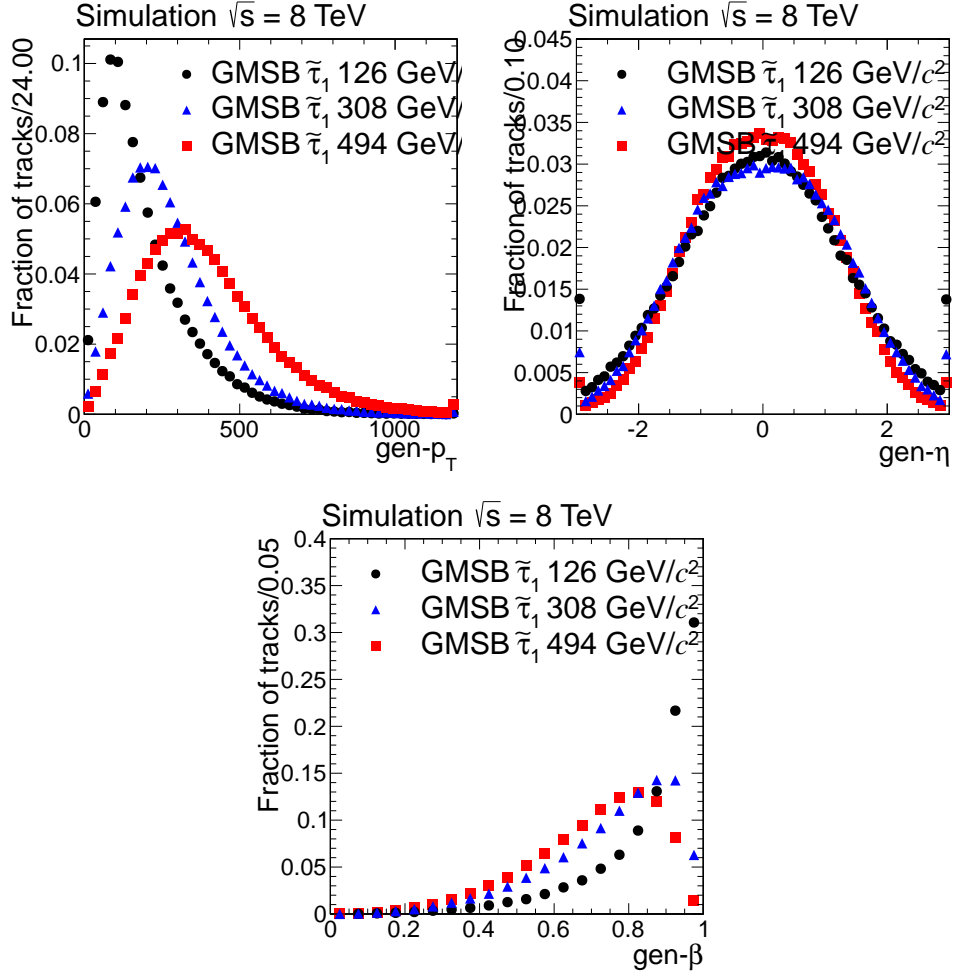 Simulation √s = 8 TeV
Fraction of tracks/24.00
0.1
0.08
0.06
0.04
0.02
0
GMSB τ̃₁ 126 GeV/
GMSB τ̃₁ 308 GeV/
GMSB τ̃₁ 494 GeV/
0 500 1000
gen-p_T
Simulation √s = 8 TeV
Fraction of tracks/0.10
0.045
0.04
0.035
0.03
0.025
0.02
0.015
0.01
0.005
0
GMSB τ̃₁ 126 GeV/c²
GMSB τ̃₁ 308 GeV/c²
GMSB τ̃₁ 494 GeV/c²
-2 0 2
gen-η
Simulation √s = 8 TeV
Fraction of tracks/0.05
0.4
0.35
0.3
0.25
0.2
0.15
0.1
0.05
0
GMSB τ̃₁ 126 GeV/c²
GMSB τ̃₁ 308 GeV/c²
GMSB τ̃₁ 494 GeV/c²
0 0.2 0.4 0.6 0.8 1
gen-β